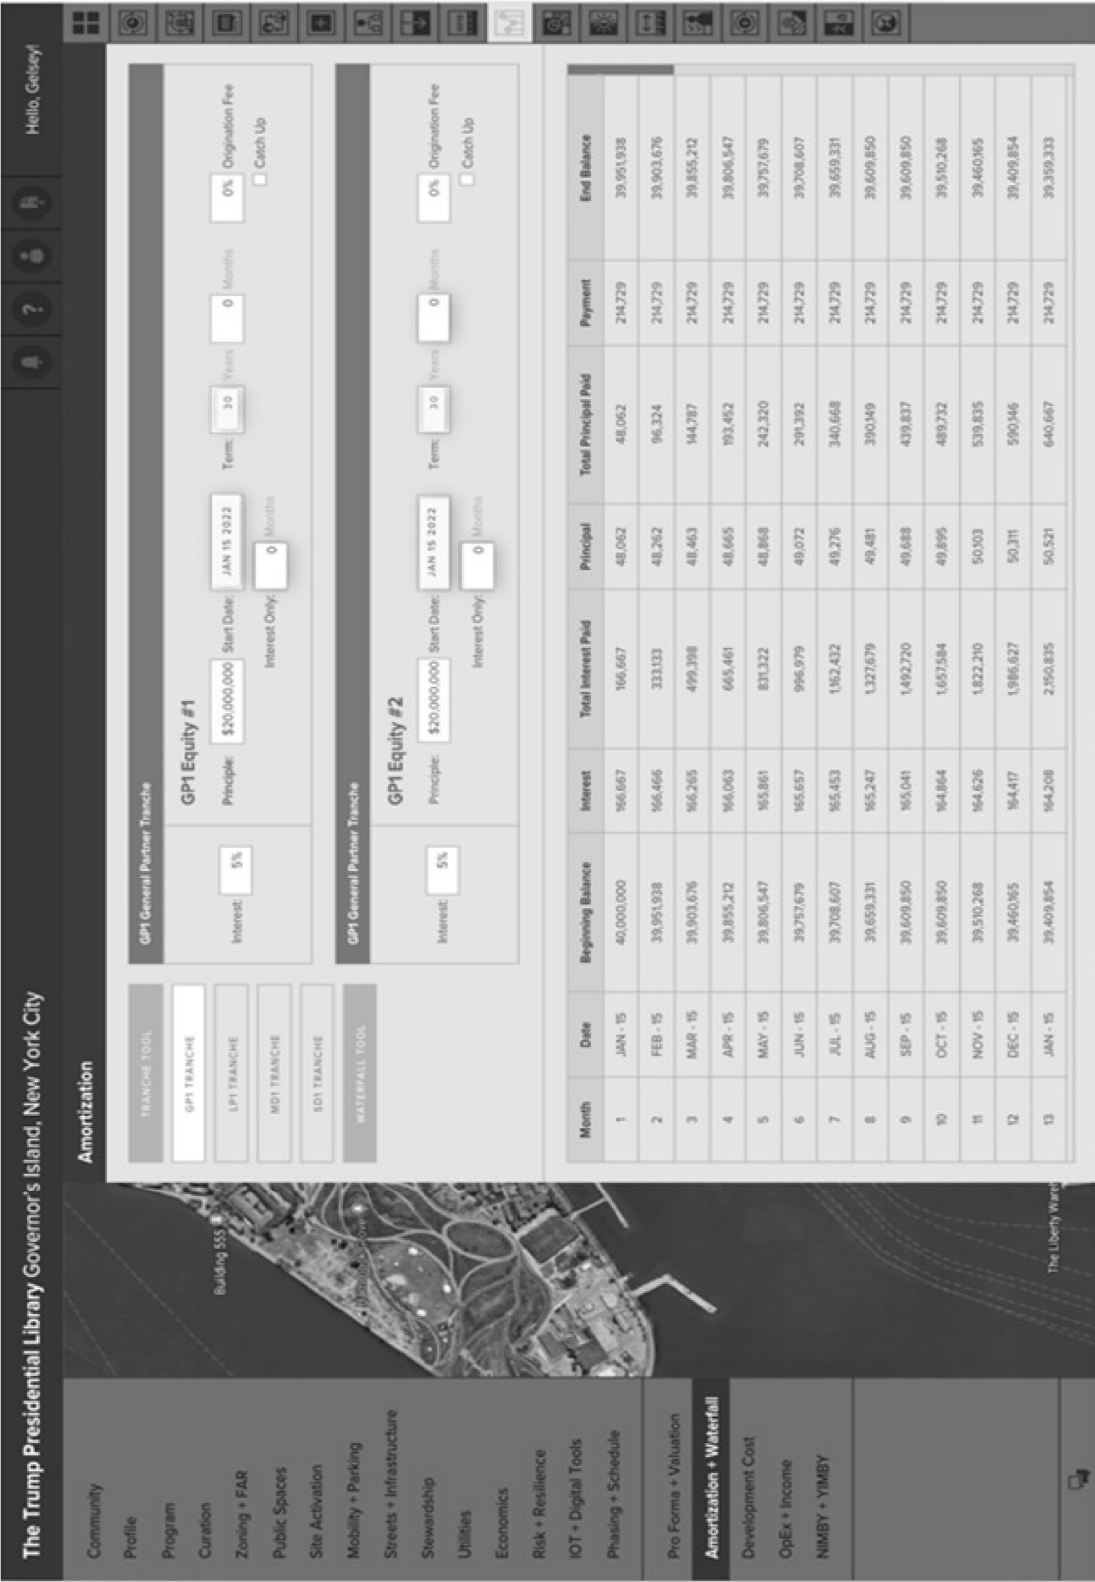 The Trump Presidential Library Governor's Island, New York City
Hello, Gelsey!
?
Community
Profile
Program
Curation
Zoning + FAR
Public Spaces
Site Activation
Mobility + Parking
Streets + Infrastructure
Stewardship
Utilities
Economics
Risk + Resilience
IOT + Digital Tools
Phasing + Schedule
Pro Forma + Valuation
Amortization + Waterfall
Development Cost
OpEx + Income
NIMBY + YIMBY
Building 555
The Liberty Wareh
Amortization
TRANCHE TOOL
GP1 TRANCHE
LP1 TRANCHE
MD1 TRANCHE
SD1 TRANCHE
WATERFALL TOOL
GP1 General Partner Tranche
GP1 Equity #1
Interest: 5% Principle: $20,000,000 Start Date: JAN 15 2022 Term: 30 Years 0 Months 0% Origination Fee
Interest Only: 0 Months Catch Up
GP1 General Partner Tranche
GP1 Equity #2
Interest: 5% Principle: $20,000,000 Start Date: JAN 15 2022 Term: 30 Years 0 Months 0% Origination Fee
Interest Only: 0 Months Catch Up
Month Date Beginning Balance Interest Total Interest Paid Principal Total Principal Paid Payment End Balance
1 JAN - 15 40,000,000 166,667 166,667 48,062 48,062 214,729 39,951,938
2 FEB - 15 39,951,938 166,466 333,133 48,262 96,324 214,729 39,903,676
3 MAR - 15 39,903,676 166,265 499,398 48,463 144,787 214,729 39,855,212
4 APR - 15 39,855,212 166,063 665,461 48,665 193,452 214,729 39,806,547
5 MAY - 15 39,806,547 165,861 831,322 48,868 242,320 214,729 39,757,679
6 JUN - 15 39,757,679 165,657 996,979 49,072 291,392 214,729 39,708,607
7 JUL - 15 39,708,607 165,453 1,162,432 49,276 340,668 214,729 39,659,331
8 AUG - 15 39,659,331 165,247 1,327,679 49,481 390,149 214,729 39,609,850
9 SEP - 15 39,609,850 165,041 1,492,720 49,688 439,837 214,729 39,609,850
10 OCT - 15 39,609,850 164,864 1,657,584 49,895 489,732 214,729 39,510,268
11 NOV - 15 39,510,268 164,626 1,822,210 50,103 539,835 214,729 39,460,165
12 DEC - 15 39,460,165 164,417 1,986,627 50,311 590,146 214,729 39,409,854
13 JAN - 15 39,409,854 164,208 2,150,835 50,521 640,667 214,729 39,359,333